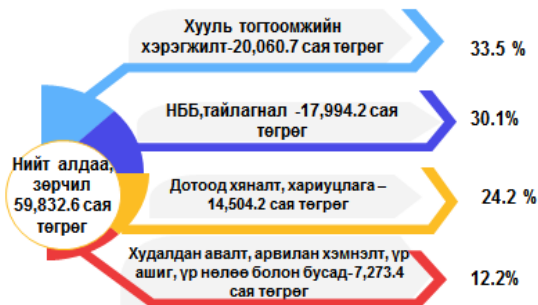 Хууль тогтоомжийн
хэрэгжилт-20,060.7 сая төгрөг
33.5 %
НББ,тайлагнал -17,994.2 сая
төгрөг
30.1%
Нийт алдаа,
зөрчил
59,832.6 сая
төгрөг
Дотоод хяналт, хариуцлага –
14,504.2 сая төгрөг
24.2 %
Худалдан авалт, арвилан хэмнэлт, үр
ашиг, үр нөлөө болон бусад-7,273.4
сая төгрөг
12.2%